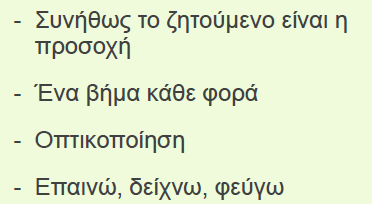 - Συνήθως το ζητούμενο είναι η
προσοχή
- Ένα βήμα κάθε φορά
- Οπτικοποίηση
- Επαινώ, δείχνω, φεύγω